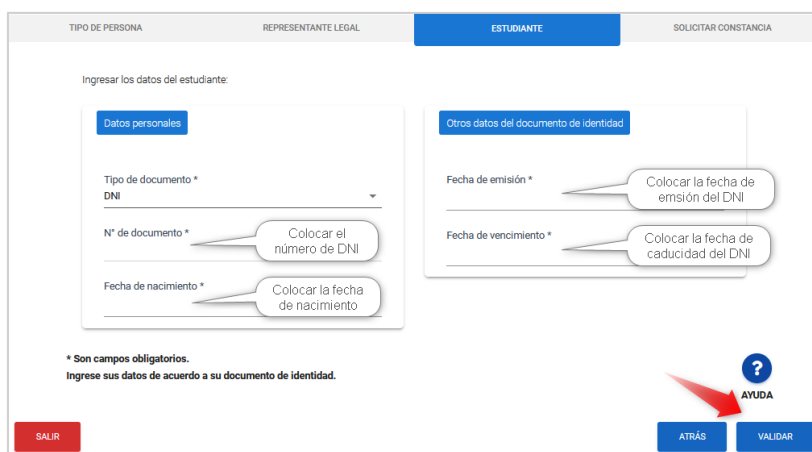 TIPO DE PERSONA
REPRESENTANTE LEGAL
ESTUDIANTE
SOLICITAR CONSTANCIA
Ingresar los datos del estudiante:
Datos personales
Tipo de documento *
DNI
N° de documento *
Colocar el
número de DNI
Fecha de nacimiento *
Colocar la fecha
de nacimiento
Otros datos del documento de identidad
Fecha de emisión *
Colocar la fecha de
emsión del DNI
Fecha de vencimiento *
Colocar la fecha de
caducidad del DNI
* Son campos obligatorios.
Ingrese sus datos de acuerdo a su documento de identidad.
?
AYUDA
SALIR
ATRÁS
VALIDAR